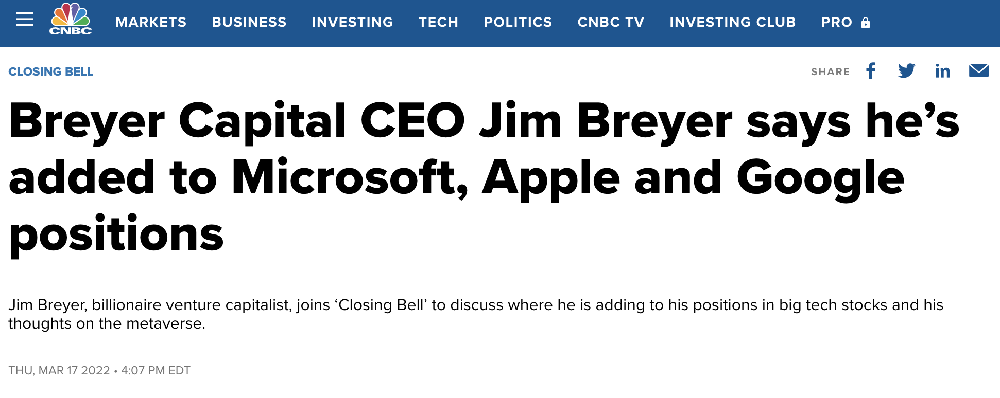 CNBC
MARKETS BUSINESS INVESTING TECH POLITICS CNBC TV INVESTING CLUB PRO
CLOSING BELL
SHARE
Breyer Capital CEO Jim Breyer says he’s
added to Microsoft, Apple and Google
positions
Jim Breyer, billionaire venture capitalist, joins ‘Closing Bell’ to discuss where he is adding to his positions in big tech stocks and his
thoughts on the metaverse.
THU, MAR 17 2022 • 4:07 PM EDT